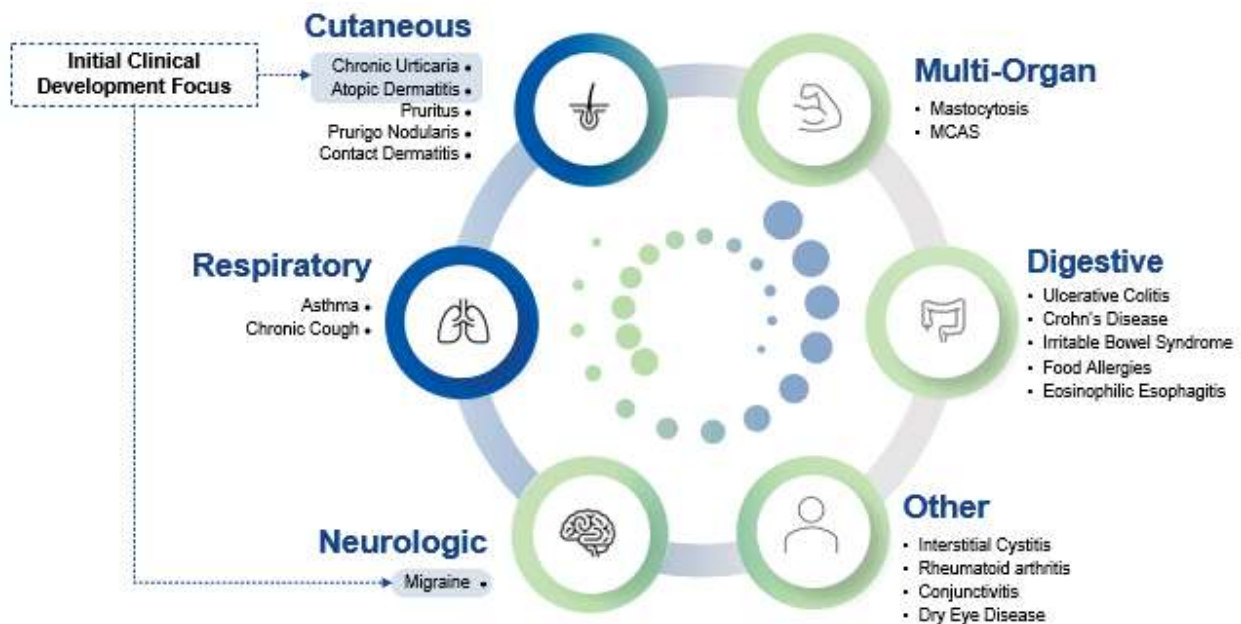 Initial Clinical
Development Focus
Cutaneous
Chronic Urticaria •
Atopic Dermatitis •
Pruritus •
Prurigo Nodularis •
Contact Dermatitis •
Multi-Organ
• Mastocytosis
• MCAS
Respiratory
Asthma •
Chronic Cough •
Digestive
• Ulcerative Colitis
• Crohn's Disease
• Irritable Bowel Syndrome
• Food Allergies
• Eosinophilic Esophagitis
Neurologic
Migraine •
Other
• Interstitial Cystitis
• Rheumatoid arthritis
• Conjunctivitis
• Dry Eye Disease